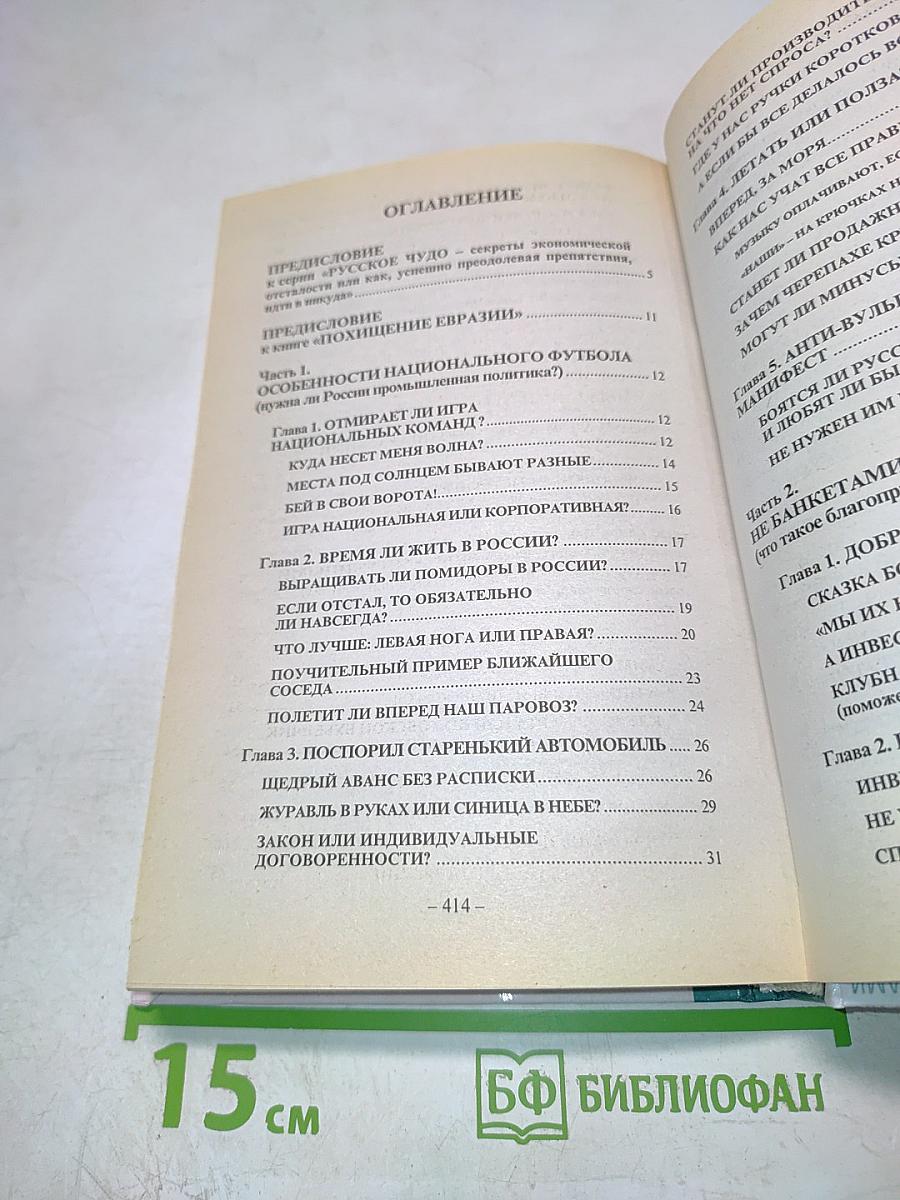 ОГЛАВЛЕНИЕ
ПРЕДИСЛОВИЕ
к серии «РУССКОЕ ЧУДО – секреты экономической
отсталости или как, успешно преодолевая препятствия,
идти в никуда» 5
ПРЕДИСЛОВИЕ
к книге «ПОХИЩЕНИЕ ЕВРАЗИИ» 11
Часть 1.
ОСОБЕННОСТИ НАЦИОНАЛЬНОГО ФУТБОЛА
(нужна ли России промышленная политика?) 12
Глава 1. ОТМИРАЕТ ЛИ ИГРА
НАЦИОНАЛЬНЫХ КОМАНД ? 12
КУДА НЕСЕТ МЕНЯ ВОЛНА? 12
МЕСТА ПОД СОЛНЦЕМ БЫВАЮТ РАЗНЫЕ 14
БЕЙ В СВОИ ВОРОТА! 15
ИГРА НАЦИОНАЛЬНАЯ ИЛИ КОРПОРАТИВНАЯ? 16
Глава 2. ВРЕМЯ ЛИ ЖИТЬ В РОССИИ? 17
ВЫРАЩИВАТЬ ЛИ ПОМИДОРЫ В РОССИИ? 17
ЕСЛИ ОТСТАЛ, ТО ОБЯЗАТЕЛЬНО
ЛИ НАВСЕГДА? 19
ЧТО ЛУЧШЕ: ЛЕВАЯ НОГА ИЛИ ПРАВАЯ? 20
ПОУЧИТЕЛЬНЫЙ ПРИМЕР БЛИЖАЙШЕГО
СОСЕДА 23
ПОЛЕТИТ ЛИ ВПЕРЕД НАШ ПАРОВОЗ? 24
Глава 3. ПОСПОРИЛ СТАРЕНЬКИЙ АВТОМОБИЛЬ 26
ЩЕДРЫЙ АВАНС БЕЗ РАСПИСКИ 26
ЖУРАВЛЬ В РУКАХ ИЛИ СИНИЦА В НЕБЕ? 29
ЗАКОН ИЛИ ИНДИВИДУАЛЬНЫЕ
ДОГОВОРЕННОСТИ? 31
– 414 –
СТАНУТ ЛИ ПРОИЗВОДИТ
НА ЧТО НЕТ СПРОСА?
ГДЕ У НАС РУЧКИ КОРОТКОВ
А ЕСЛИ БЫ ВСЕ ДЕЛАЛОСЬ
Глава 4. ЛЕТАТЬ ИЛИ ПОЛЗА
ВПЕРЕД, ЗА МОРЯ
КАК НАС УЧАТ ВСЕ ПРАВ
МУЗЫКУ ОПЛАЧИВАЮТ,
«НАШИ» – НА КРЮЧКАХ
СТАНЕТ ЛИ ПРОДАЖН
ЗАЧЕМ ЧЕРЕПАХЕ КР
МОГУТ ЛИ МИНУСЫ
Глава 5. АНТИ-ВУЛЬ
МАНИФЕСТ
БОЯТСЯ ЛИ РУСС
И ЛЮБЯТ ЛИ БЫ
НЕ НУЖЕН ИМ
Часть 2.
НЕ БАНКЕТАМИ
(что такое благопр
Глава 1. ДОБР
СКАЗКА БО
«МЫ ИХ
А ИНВЕС
КЛУБН
(поможе
Глава 2.
ИНВ
НЕ
СП
15 см
БФ БИБЛИОФАН